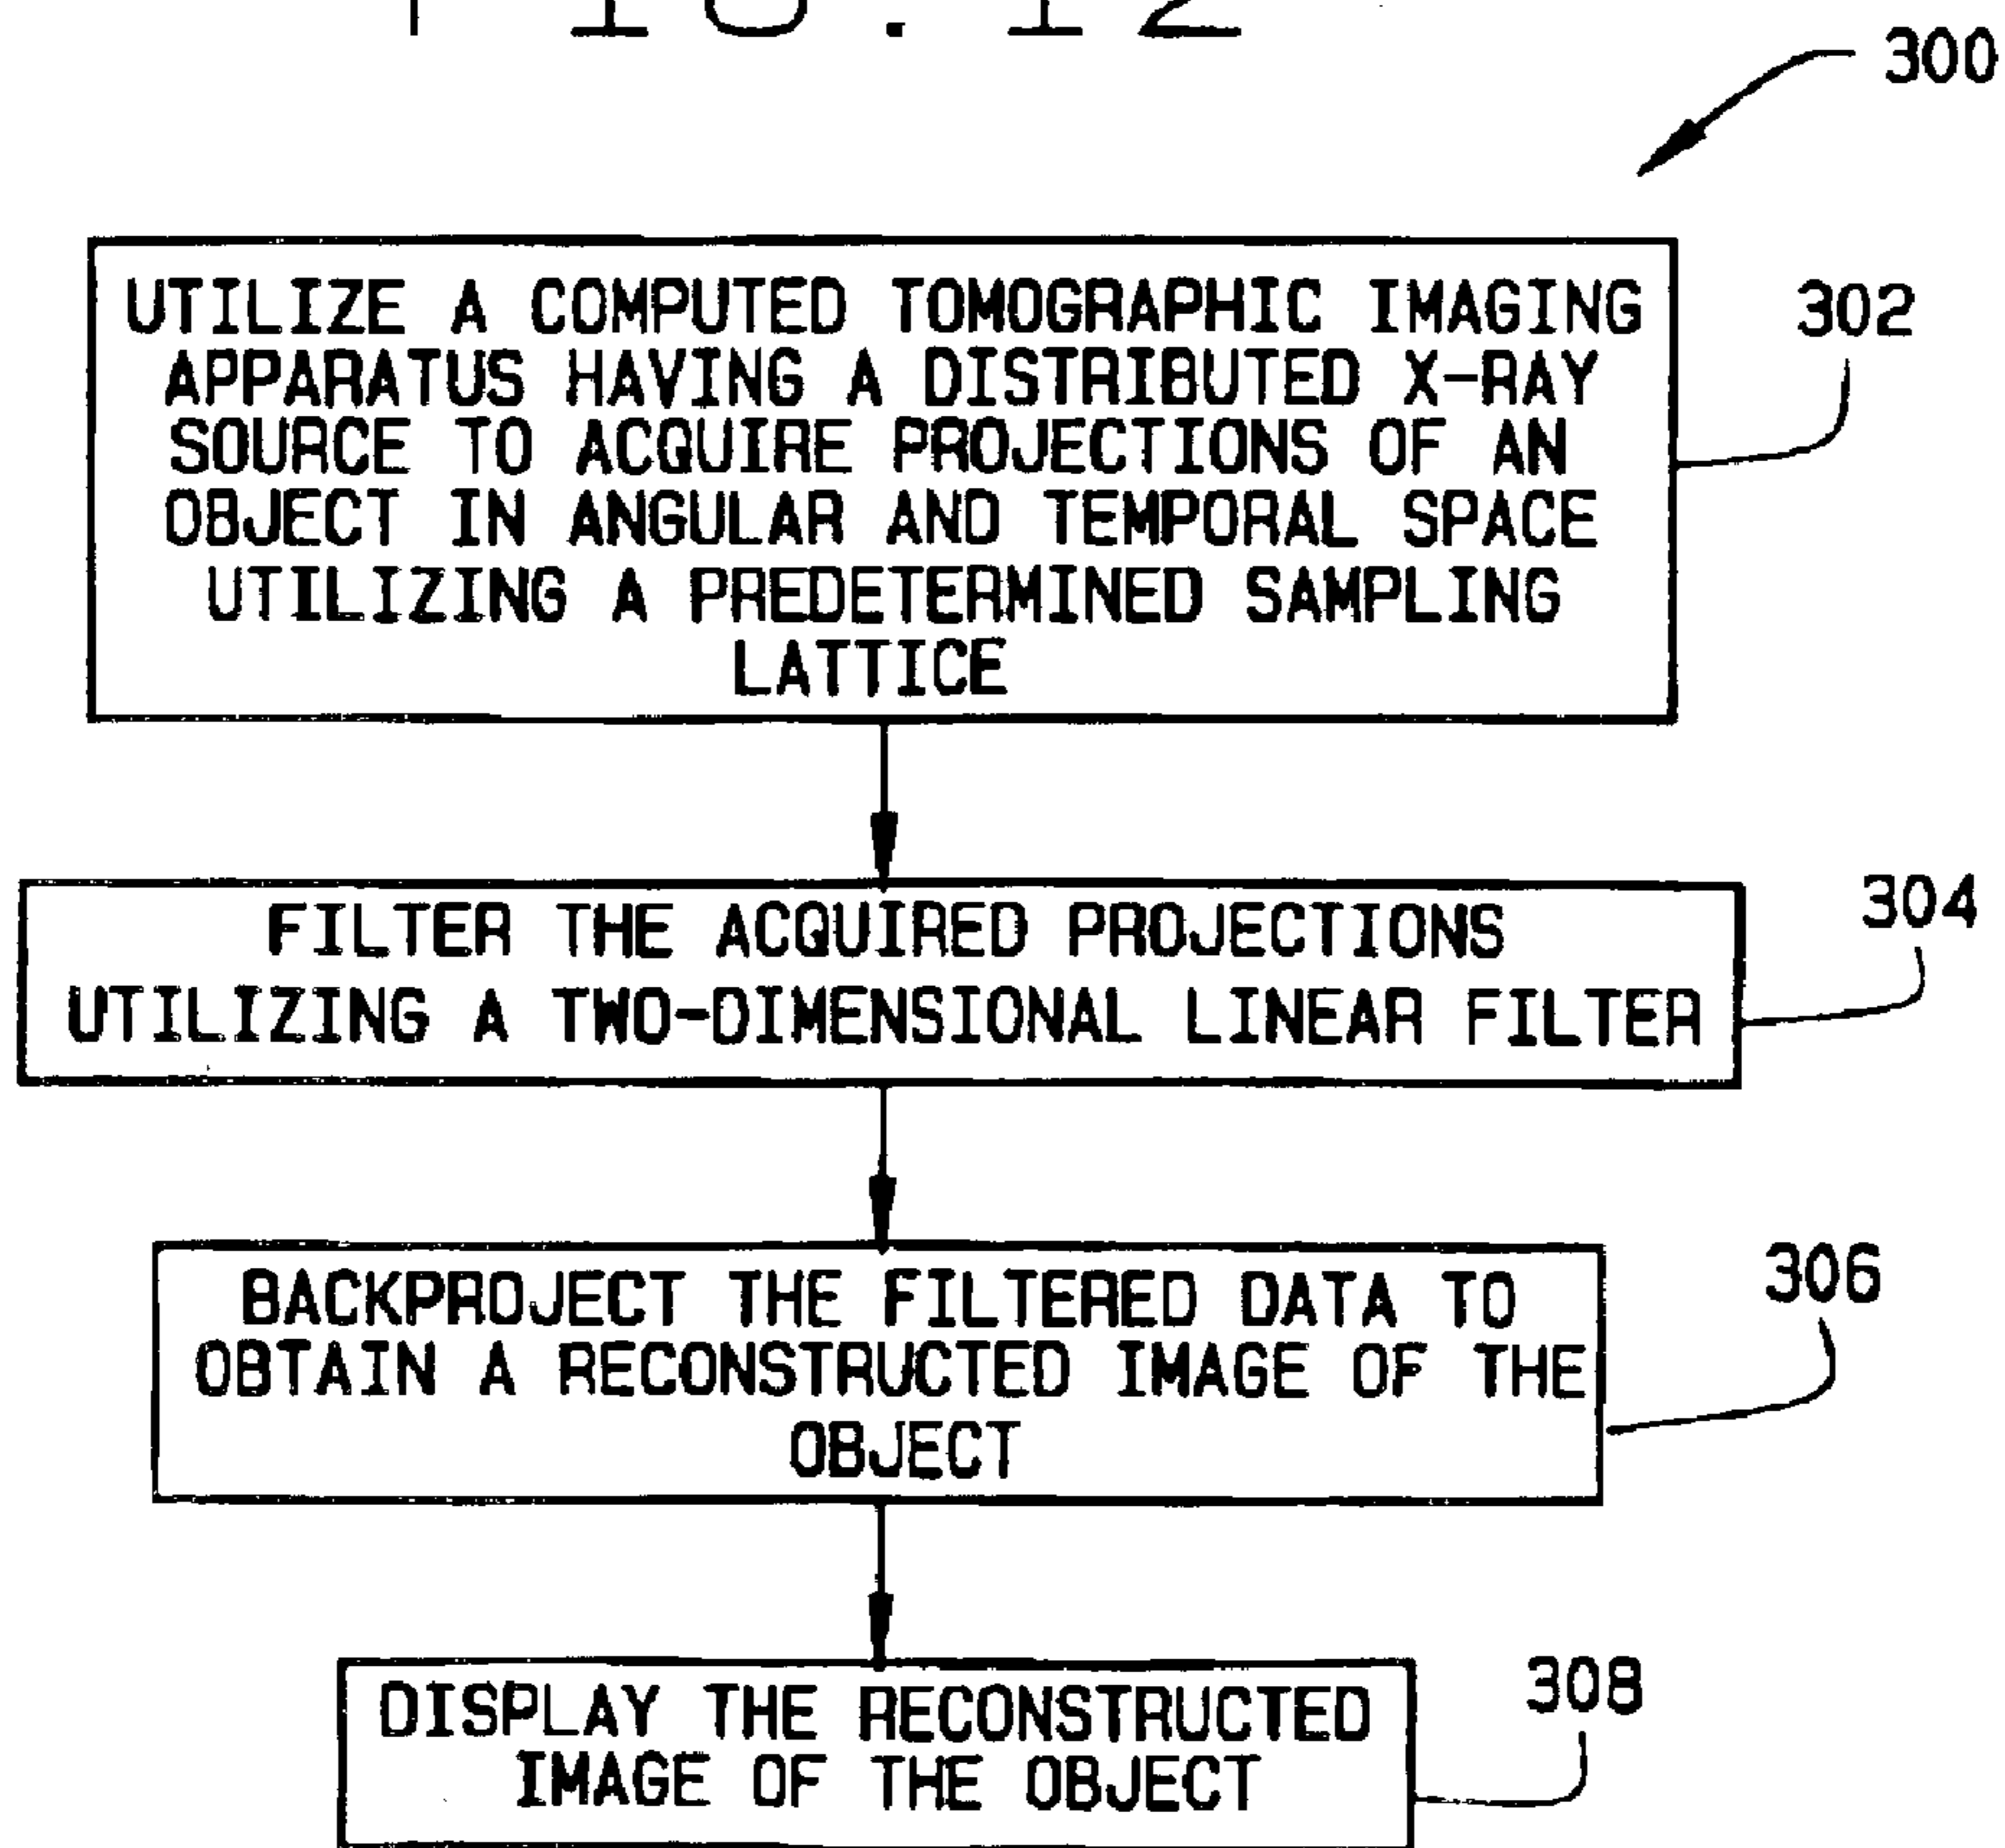 FIG.12
300
UTILIZE A COMPUTED TOMOGRAPHIC IMAGING
APPARATUS HAVING A DISTRIBUTED X-RAY
SOURCE TO ACQUIRE PROJECTIONS OF AN
OBJECT IN ANGULAR AND TEMPORAL SPACE
UTILIZING A PREDETERMINED SAMPLING
LATTICE
302
FILTER THE ACQUIRED PROJECTIONS
UTILIZING A TWO-DIMENSIONAL LINEAR FILTER
304
BACKPROJECT THE FILTERED DATA TO
OBTAIN A RECONSTRUCTED IMAGE OF THE
OBJECT
306
DISPLAY THE RECONSTRUCTED
IMAGE OF THE OBJECT
308